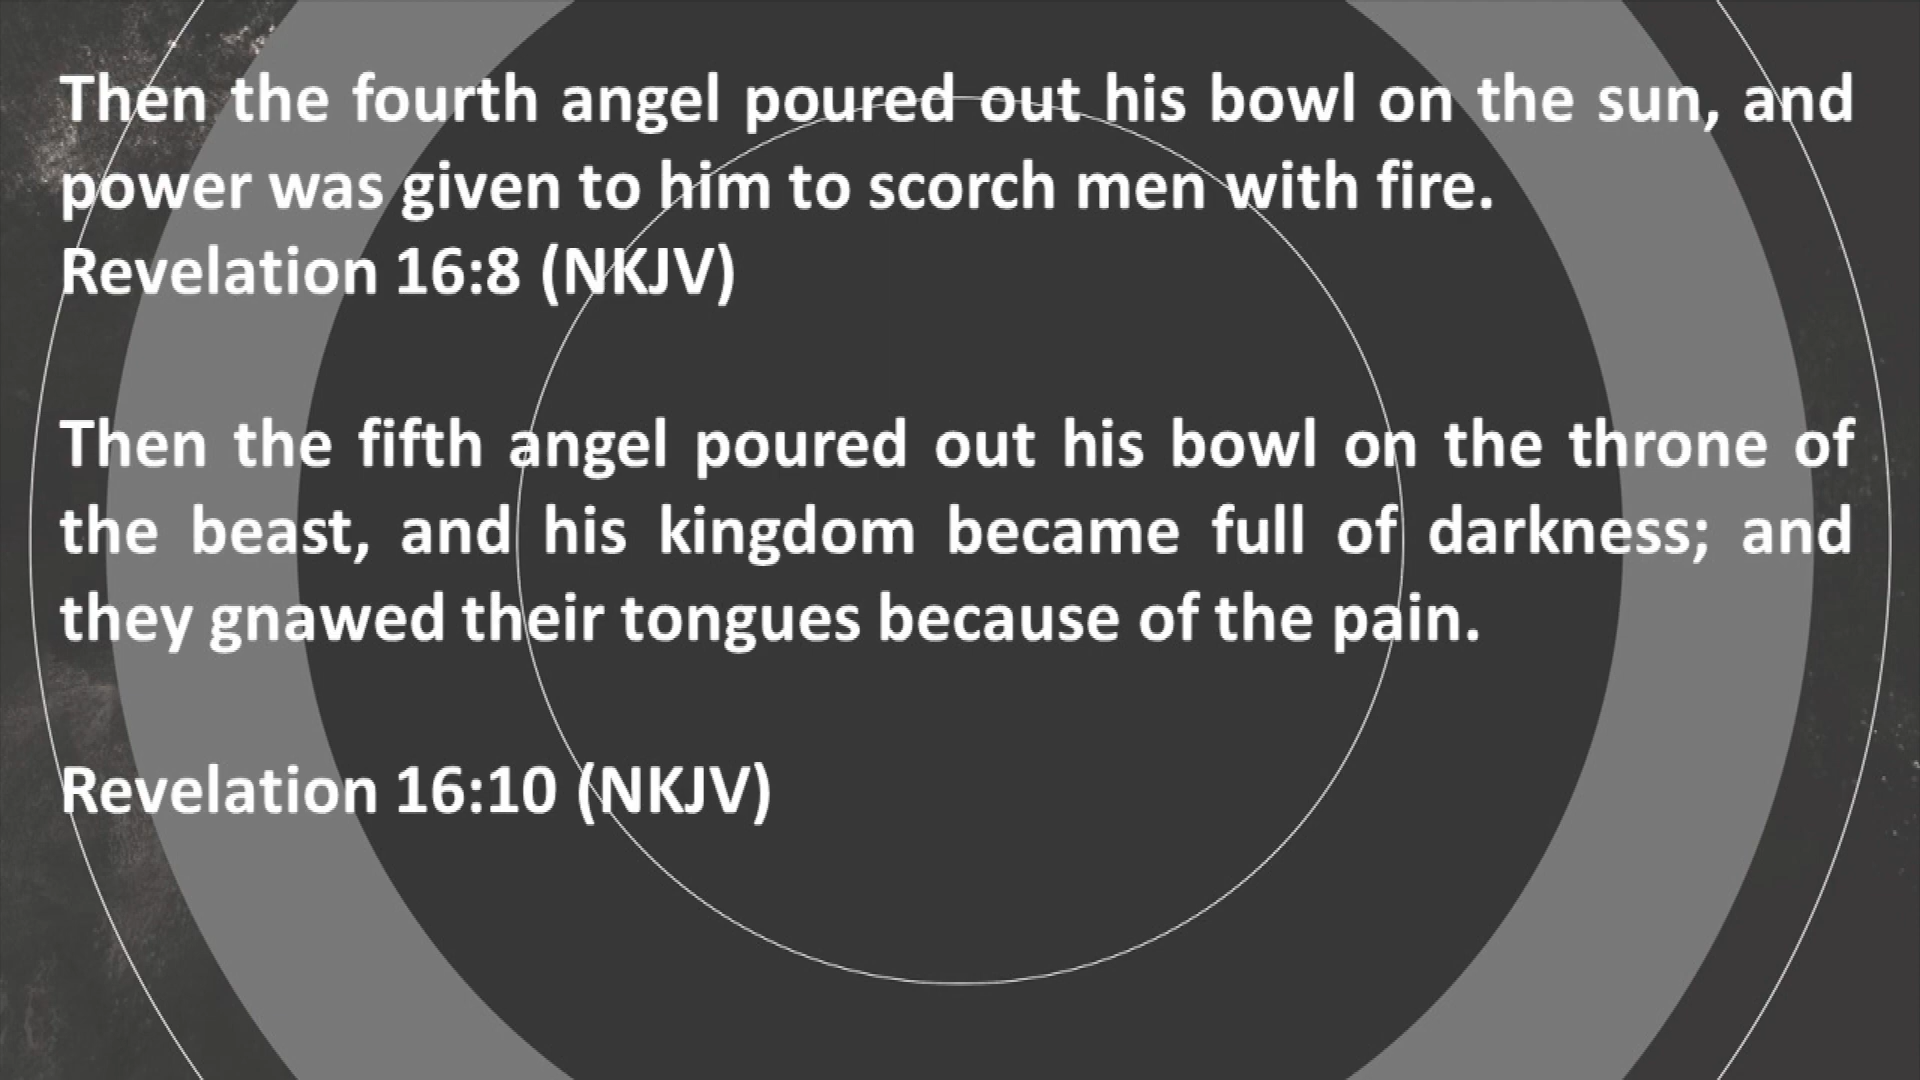 Then the fourth angel poured out his bowl on the sun, and
power was given to him to scorch men with fire.
Revelation 16:8 (NKJV)
Then the fifth angel poured out his bowl on the throne of
the beast, and his kingdom became full of darkness; and
they gnawed their tongues because of the pain.
Revelation 16:10 (NKJV)